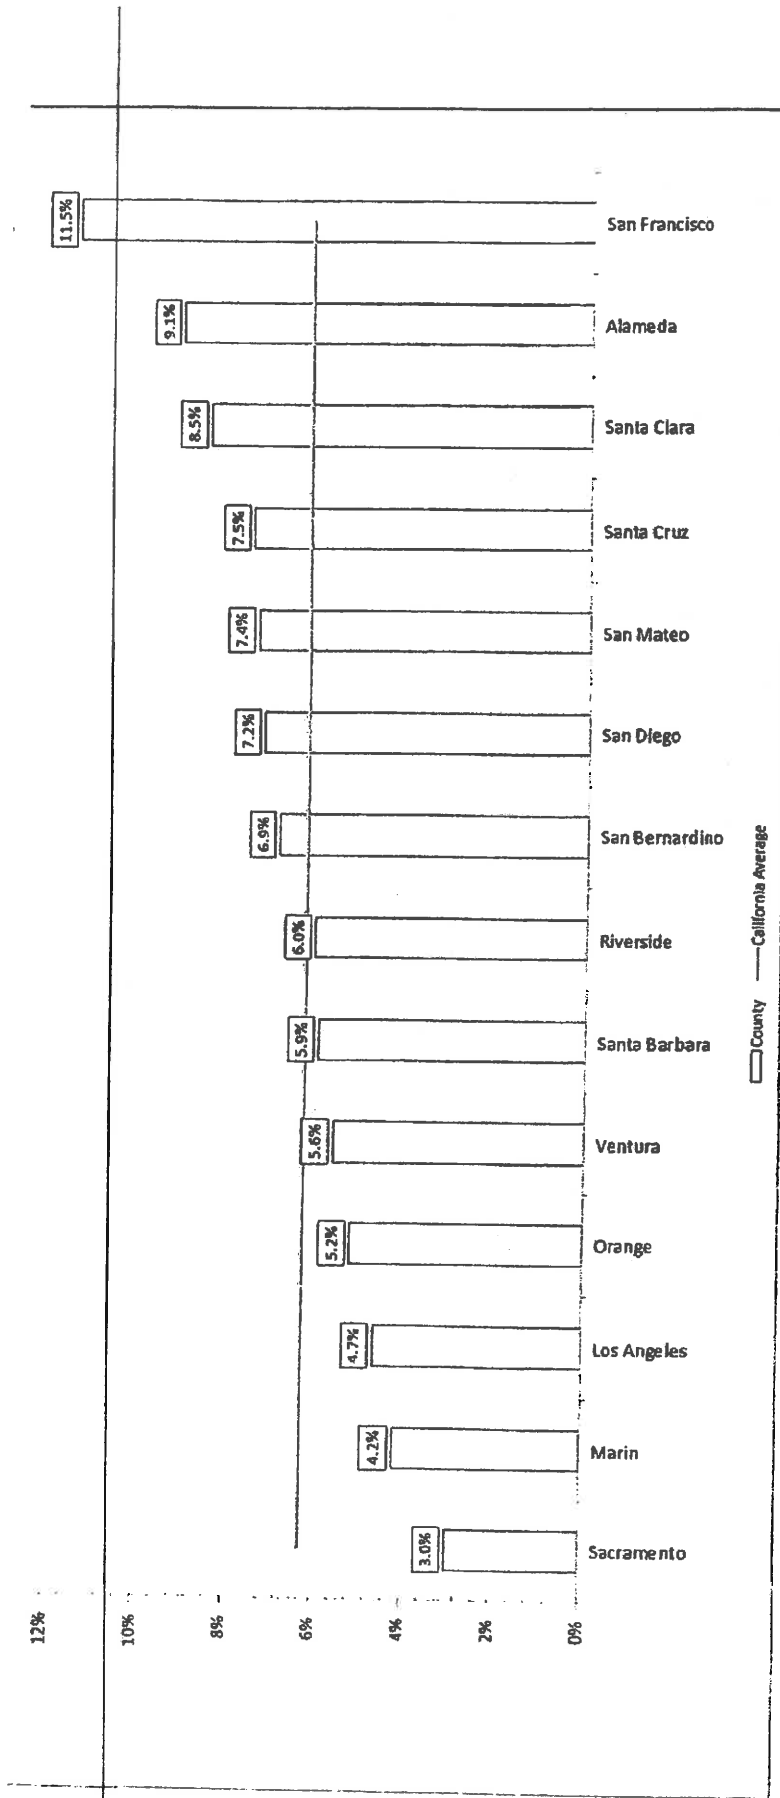 11.5%
San Francisco
9.1%
Alameda
8.5%
Santa Clara
7.5%
Santa Cruz
7.4%
San Mateo
7.2%
San Diego
6.9%
San Bernardino
6.0%
Riverside
5.9%
Santa Barbara
5.6%
Ventura
5.2%
Orange
4.7%
Los Angeles
4.2%
Marin
3.0%
Sacramento
12%
10%
8%
6%
4%
2%
0%
County
California Average